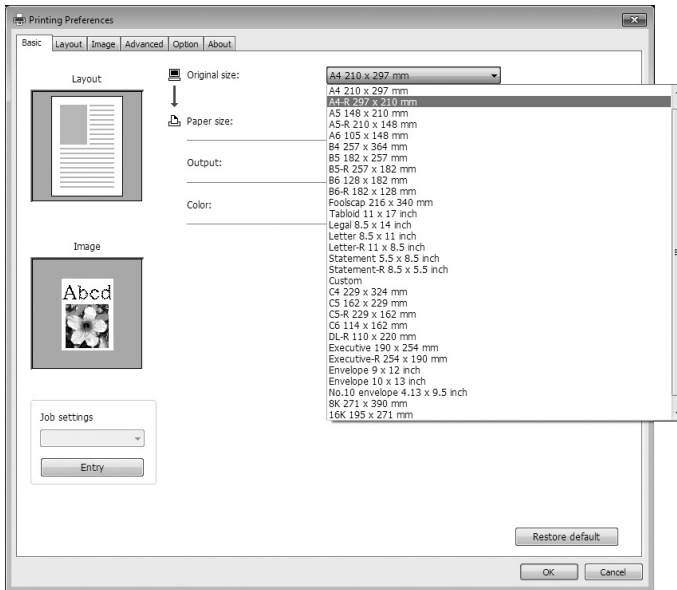 Printing Preferences
Basic Layout Image Advanced Option About
Layout
Original size:
A4 210 x 297 mm
A4 210 x 297 mm
A4-R 297 x 210 mm
A5 148 x 210 mm
A5-R 210 x 148 mm
A6 105 x 148 mm
B4 257 x 364 mm
B5 182 x 257 mm
B5-R 257 x 182 mm
B6 128 x 182 mm
B6-R 182 x 128 mm
Foolscap 216 x 340 mm
Tabloid 11 x 17 inch
Legal 8.5 x 14 inch
Letter 8.5 x 11 inch
Letter-R 11 x 8.5 inch
Statement 5.5 x 8.5 inch
Statement-R 8.5 x 5.5 inch
Custom
C4 229 x 324 mm
C5 162 x 229 mm
C5-R 229 x 162 mm
C6 114 x 162 mm
DL-R 110 x 220 mm
Executive 190 x 254 mm
Executive-R 254 x 190 mm
Envelope 9 x 12 inch
Envelope 10 x 13 inch
No.10 envelope 4.13 x 9.5 inch
8K 271 x 390 mm
16K 195 x 271 mm
Paper size:
Output:
Color:
Image
Abcd
Job settings
Entry
Restore default
OK Cancel